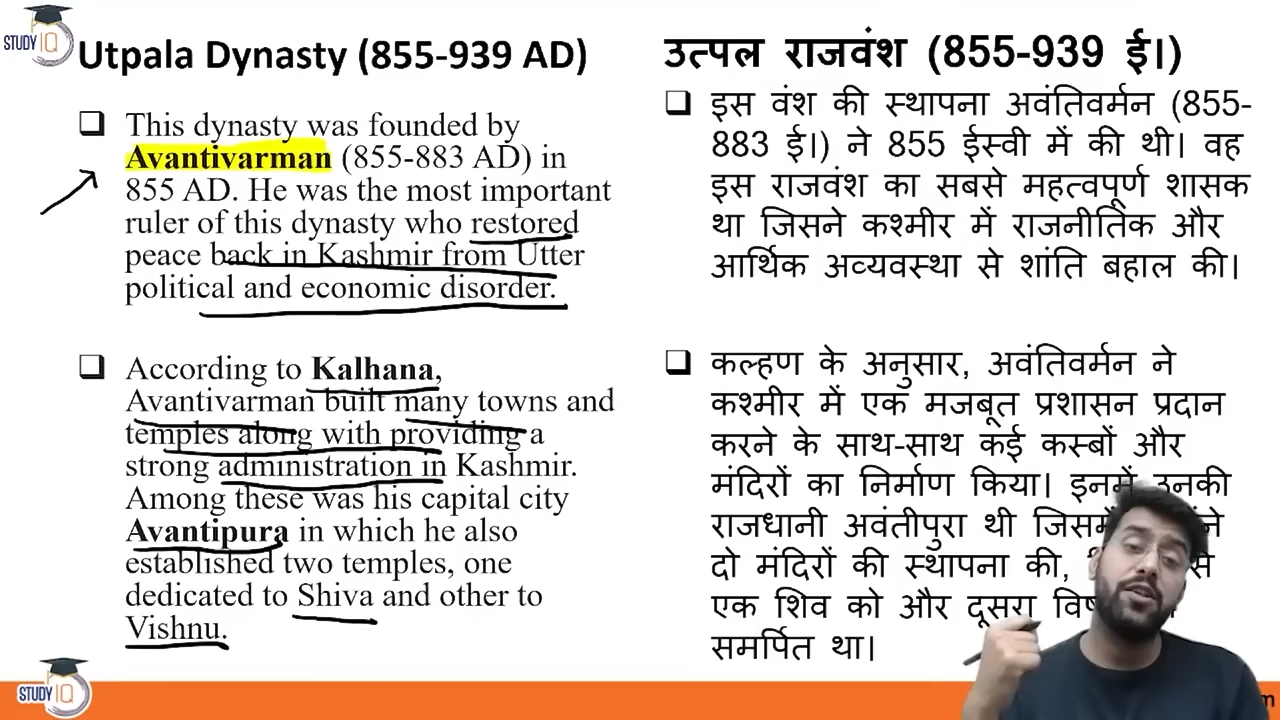 STUDY IQ
Utpala Dynasty (855-939 AD)
❑ This dynasty was founded by
Avantivarman (855-883 AD) in
855 AD. He was the most important
ruler of this dynasty who restored
peace back in Kashmir from Utter
political and economic disorder.
❑ According to Kalhana,
Avantivarman built many towns and
temples along with providing a
strong administration in Kashmir.
Among these was his capital city
Avantipura in which he also
established two temples, one
dedicated to Shiva and other to
Vishnu.
उत्पल राजवंश (855-939 ई।)
❑ इस वंश की स्थापना अवंतिवर्मन (855-
883 ई।) ने 855 ईस्वी में की थी। वह
इस राजवंश का सबसे महत्वपूर्ण शासक
था जिसने कश्मीर में राजनीतिक और
आर्थिक अव्यवस्था से शांति बहाल की।
❑ कल्हण के अनुसार, अवंतिवर्मन ने
कश्मीर में एक मजबूत प्रशासन प्रदान
करने के साथ-साथ कई कस्बों और
मंदिरों का निर्माण किया। इनमें उनकी
राजधानी अवंतीपुरा थी
दो मंदिरों की स्थापना की, से
एक शिव को और दूसरा
समर्पित था।
STUDY IQ